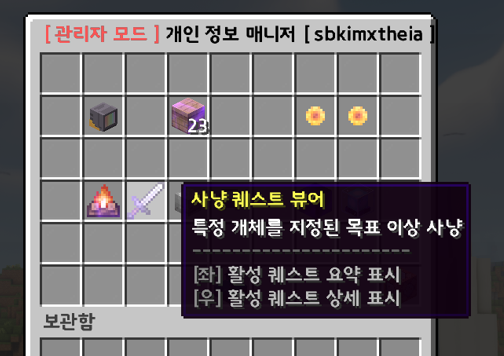 [ 관리자 모드 ] 개인 정보 매니저 [ sbkimxtheia ]
23
사냥 퀘스트 뷰어
특정 개체를 지정된 목표 이상 사냥
------------------------
[좌] 활성 퀘스트 요약 표시
[우] 활성 퀘스트 상세 표시
보관함